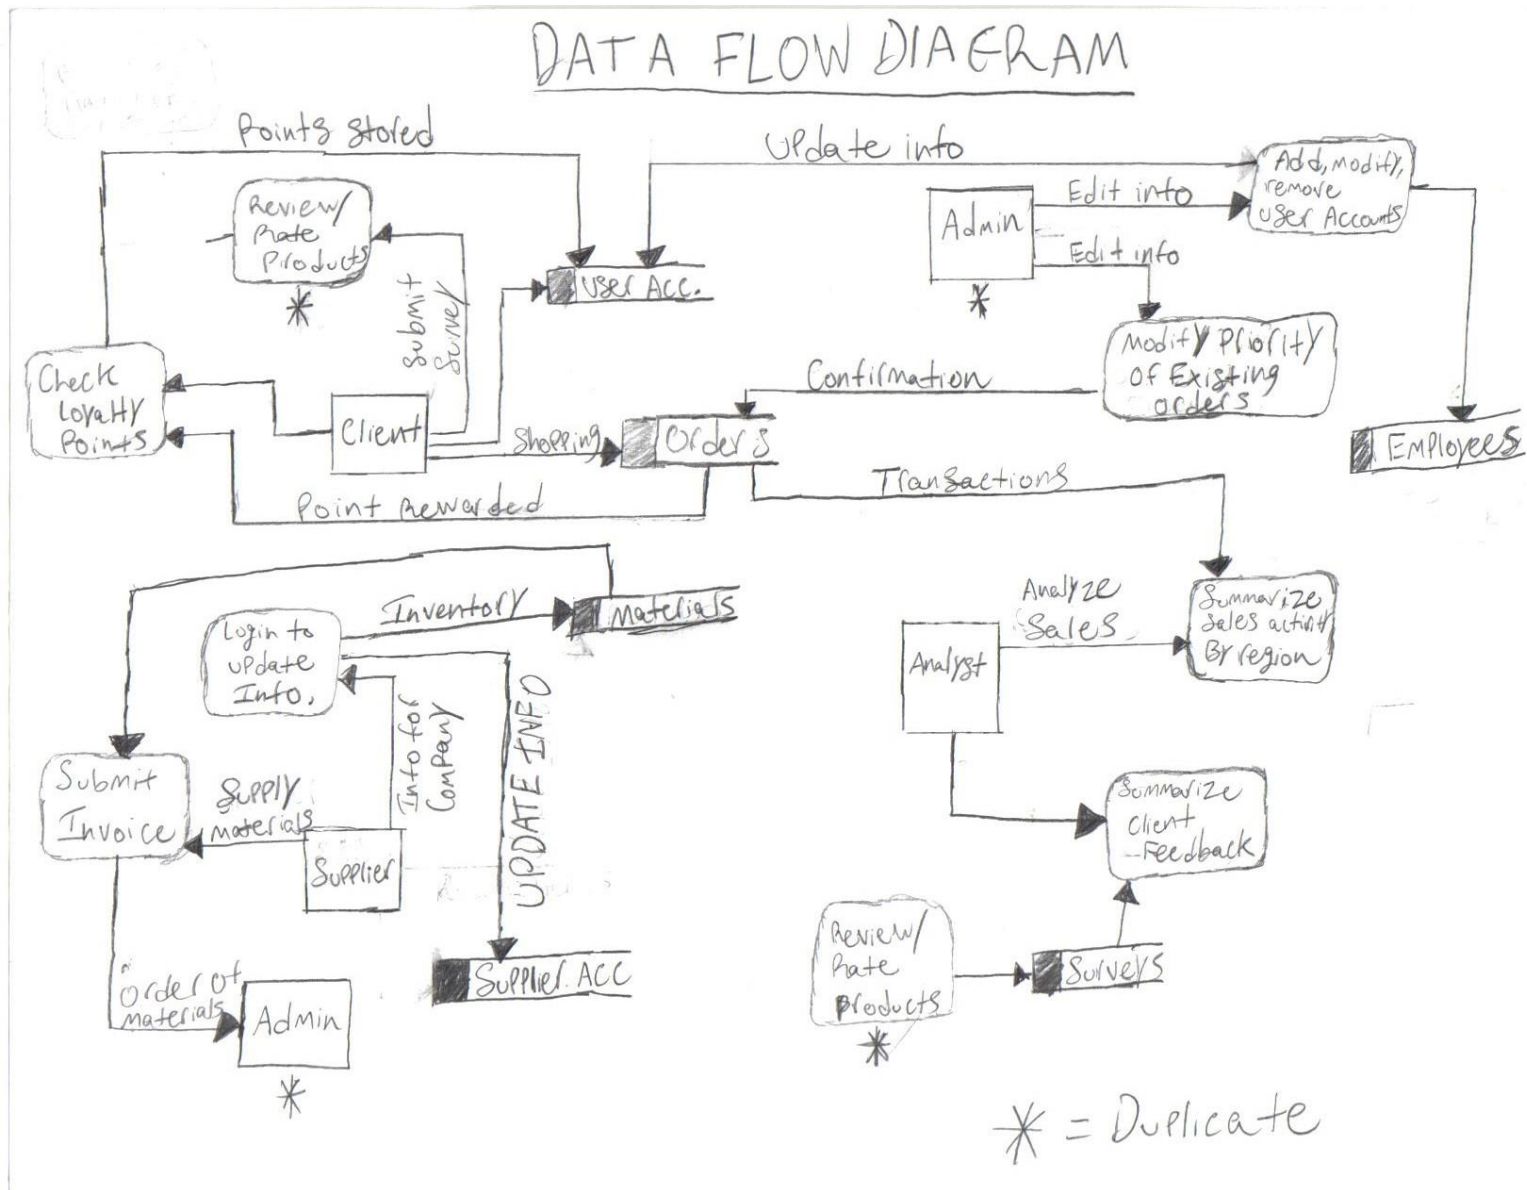 DATA FLOW DIAGRAM
Points stored
Update info
Review/
Rate
Products
Add, Modify,
remove
user Accounts
Edit info
Admin
Edit info
User Acc.
Submit
Survey
Modify Priority
Of Existing
orders
Check
Loyalty
Points
Client
Confirmation
Shopping
Orders
Employees
Transactions
Point Rewarded
Inventory
Materials
Analyze
Sales
Summarize
Sales activity
By region
Login to
update
Info.
Analyst
Info for
Company
UPDATE INFO
Submit
Invoice
Supply
materials
Supplier
Summarize
Client
Feedback
Review/
Rate
Products
Surveys
Supplier. ACC
Order of
materials
Admin
* = Duplicate